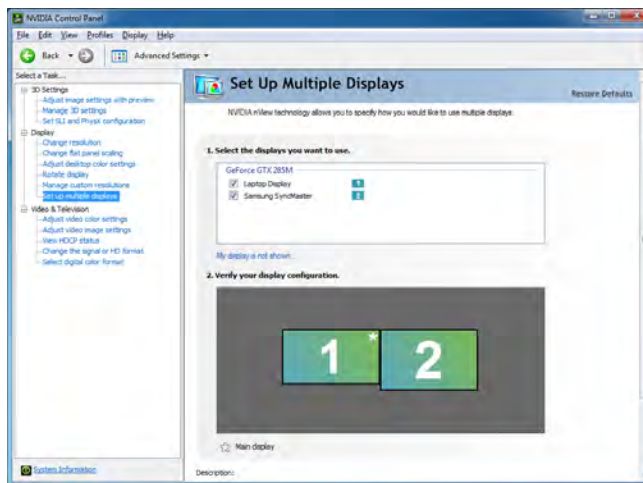 NVIDIA Control Panel
File Edit View Profiles Display Help
Back Advanced Settings
Select a Task...
3D Settings
Adjust image settings with preview
Manage 3D settings
Set SLI and PhysX configuration
Display
Change resolution
Change flat panel scaling
Adjust desktop color settings
Rotate display
Manage custom resolutions
Set up multiple displays
Video & Television
Adjust video color settings
Adjust video image settings
View HDCP status
Change the signal or HD format
Select digital color format
System Information
Set Up Multiple Displays
Restore Defaults
NVIDIA nView technology allows you to specify how you would like to use multiple displays.
1. Select the displays you want to use.
GeForce GTX 285M
Laptop Display 1
Samsung SyncMaster 2
My display is not shown...
2. Verify your display configuration.
1 2
Main display
Description: